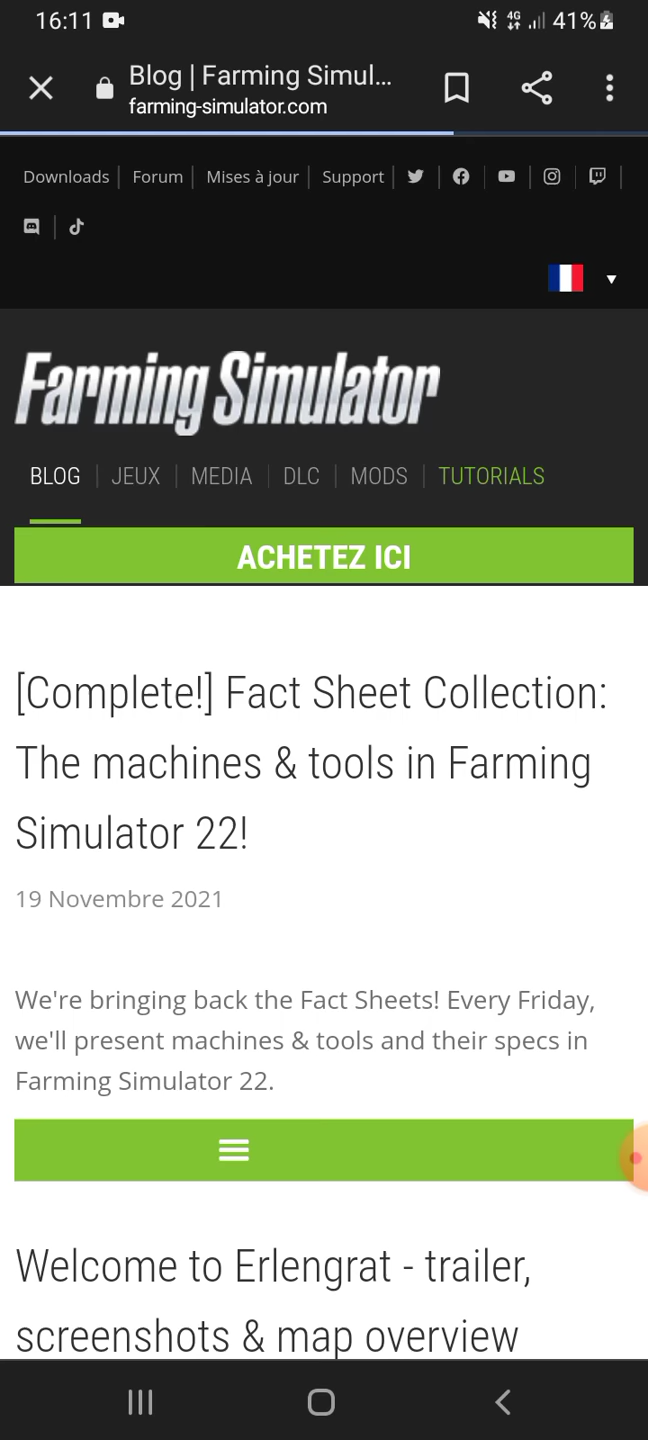 16:11
4G 41%
Blog | Farming Simul...
farming-simulator.com
Downloads | Forum | Mises à jour | Support
Farming Simulator
BLOG | JEUX | MEDIA | DLC | MODS | TUTORIALS
ACHETEZ ICI
[Complete!] Fact Sheet Collection:
The machines & tools in Farming
Simulator 22!
19 Novembre 2021
We're bringing back the Fact Sheets! Every Friday,
we'll present machines & tools and their specs in
Farming Simulator 22.
Welcome to Erlengrat - trailer,
screenshots & map overview